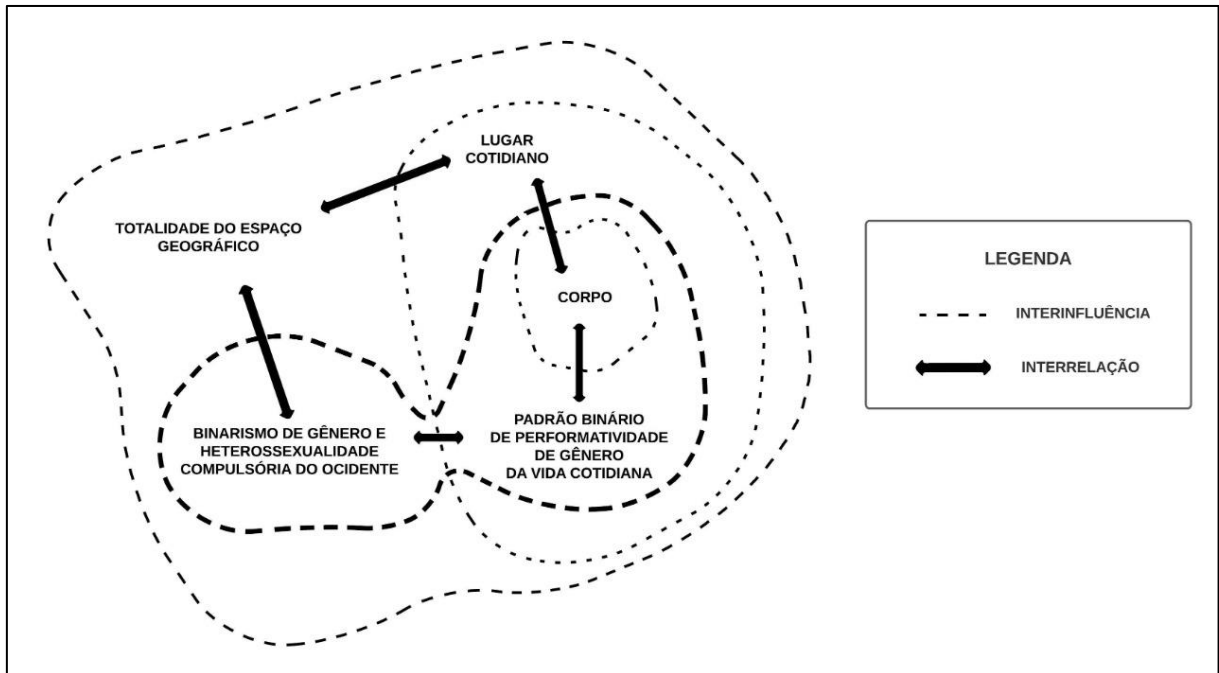 LUGAR
COTIDIANO
TOTALIDADE DO ESPAÇO
GEOGRÁFICO
CORPO
BINARISMO DE GÊNERO E
HETEROSSEXUALIDADE
COMPULSÓRIA DO OCIDENTE
PADRÃO BINÁRIO
DE PERFORMATIVIDADE
DE GÊNERO
DA VIDA COTIDIANA
LEGENDA
INTERINFLUÊNCIA
INTERRELAÇÃO